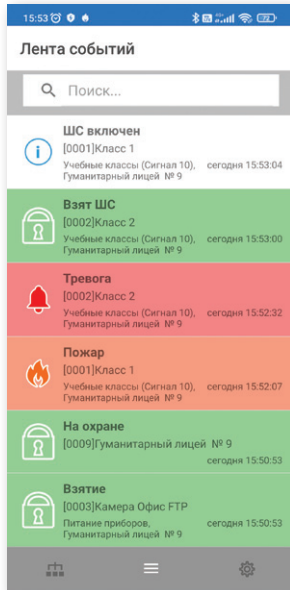 15:53
72
Лента событий
Поиск...
ШС включен
[0001]Класс 1
Учебные классы (Сигнал 10), сегодня 15:53:04
Гуманитарный лицей № 9
Взят ШС
[0002]Класс 2
Учебные классы (Сигнал 10), сегодня 15:53:00
Гуманитарный лицей № 9
Тревога
[0002]Класс 2
Учебные классы (Сигнал 10), сегодня 15:52:32
Гуманитарный лицей № 9
Пожар
[0001]Класс 1
Учебные классы (Сигнал 10), сегодня 15:52:07
Гуманитарный лицей № 9
На охране
[0009]Гуманитарный лицей № 9
сегодня 15:50:53
Взятие
[0003]Камера Офис FTP
Питание приборов, сегодня 15:50:53
Гуманитарный лицей № 9